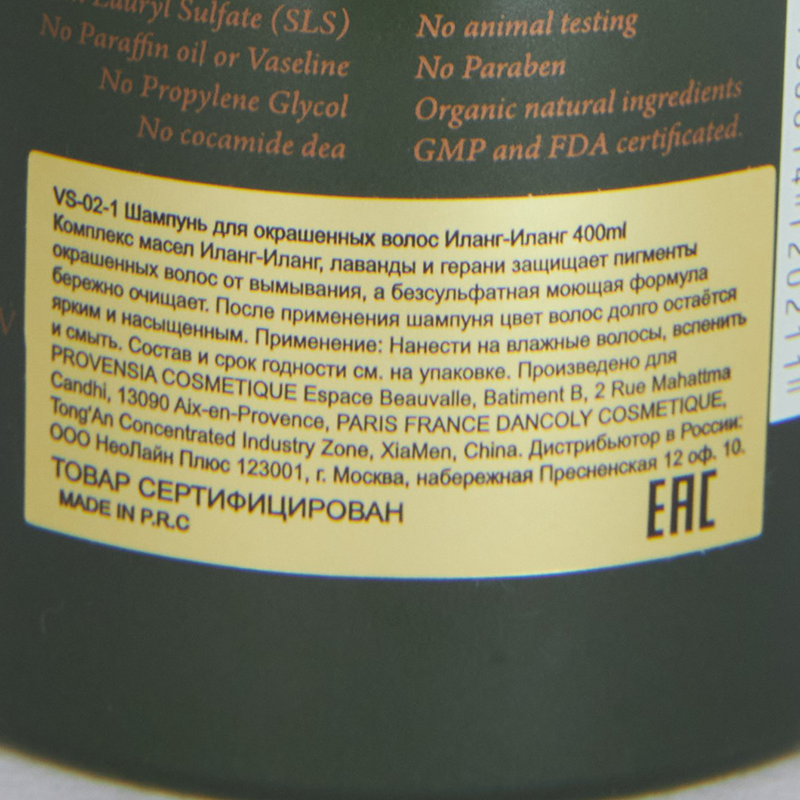 Lauryl Sulfate (SLS)
No Paraffin oil or Vaseline
No Propylene Glycol
No cocamide dea
No animal testing
No Paraben
Organic natural ingredients
GMP and FDA certificated.
VS-02-1 Шампунь для окрашенных волос Иланг-Иланг 400ml
Комплекс масел Иланг-Иланг, лаванды и герани защищает пигменты
окрашенных волос от вымывания, а безсульфатная моющая формула
бережно очищает. После применения шампуня цвет волос долго остаётся
ярким и насыщенным. Применение: Нанести на влажные волосы, вспенить
и смыть. Состав и срок годности см. на упаковке. Произведено для
PROVENSIA COSMETIQUE Espace Beauvalle, Batiment B, 2 Rue Mahattma
Candhi, 13090 Aix-en-Provence, PARIS FRANCE DANCOLY COSMETIQUE,
Tong'An Concentrated Industry Zone, XiaMen, China. Дистрибьютор в России:
ООО НеоЛайн Плюс 123001, г. Москва, набережная Пресненская 12 оф. 10.
ТОВАР СЕРТИФИЦИРОВАН
MADE IN P.R.C
EAC